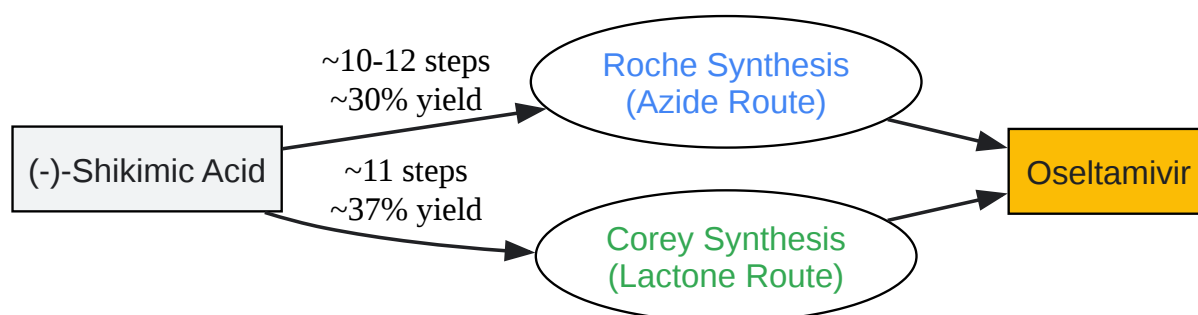 ~10-12 steps
~30% yield
Roche Synthesis
(Azide Route)
(-)-Shikimic Acid
~11 steps
~37% yield
Oseltamivir
Corey Synthesis
(Lactone Route)